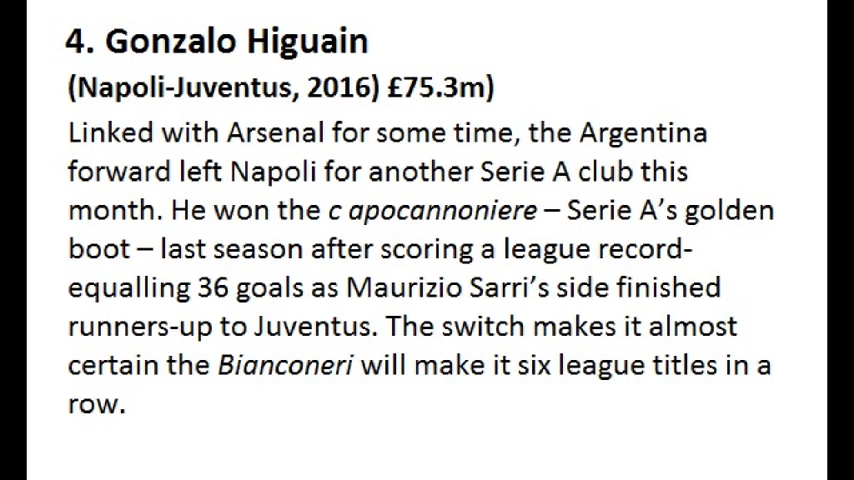 4. Gonzalo Higuain
(Napoli-Juventus, 2016) £75.3m)
Linked with Arsenal for some time, the Argentina
forward left Napoli for another Serie A club this
month. He won the c apocannoniere – Serie A’s golden
boot – last season after scoring a league record-
equalling 36 goals as Maurizio Sarri’s side finished
runners-up to Juventus. The switch makes it almost
certain the Bianconeri will make it six league titles in a
row.